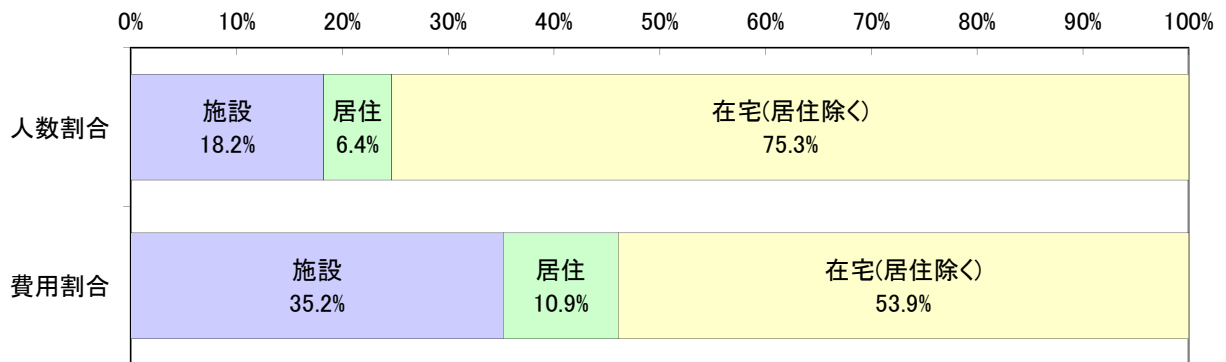 0% 10% 20% 30% 40% 50% 60% 70% 80% 90% 100%
人数割合
施設 居住 在宅(居住除く)
18.2% 6.4% 75.3%
費用割合
施設 居住 在宅(居住除く)
35.2% 10.9% 53.9%